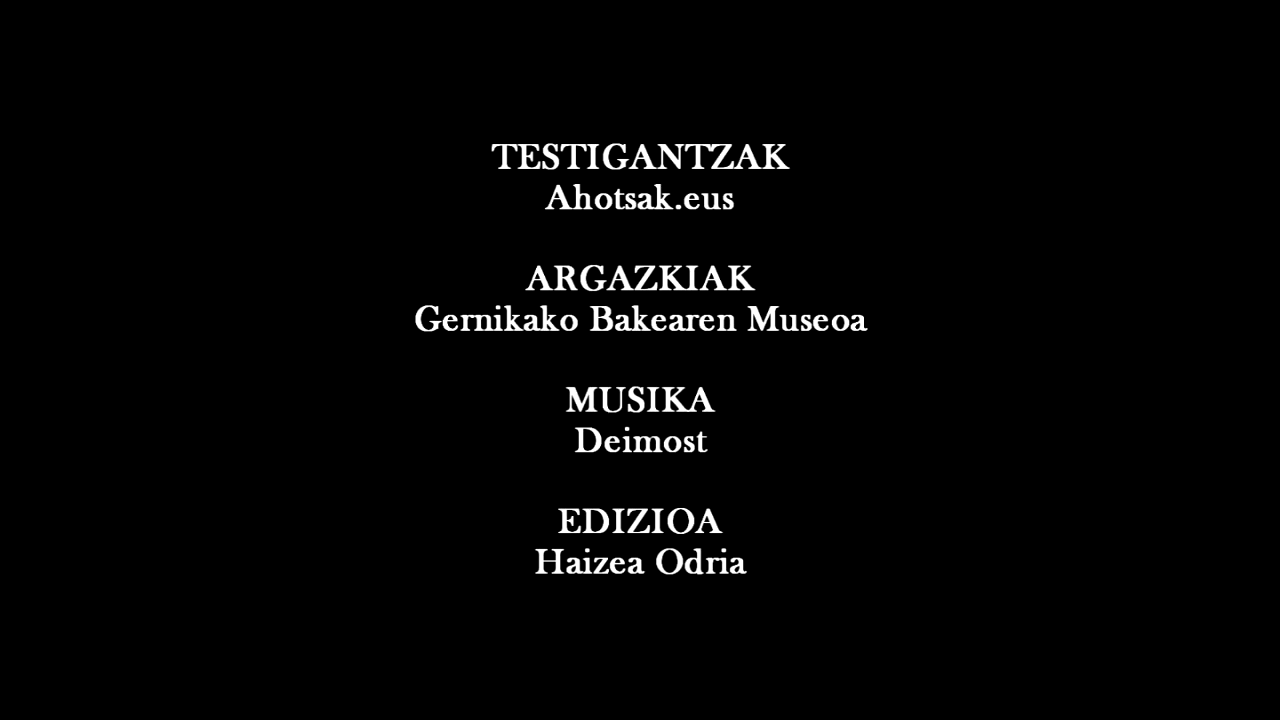 TESTIGANTZAK
Ahotsak.eus
ARGAZKIAK
Gernikako Bakearen Museoa
MUSIKA
Deimost
EDIZIOA
Haizea Odria